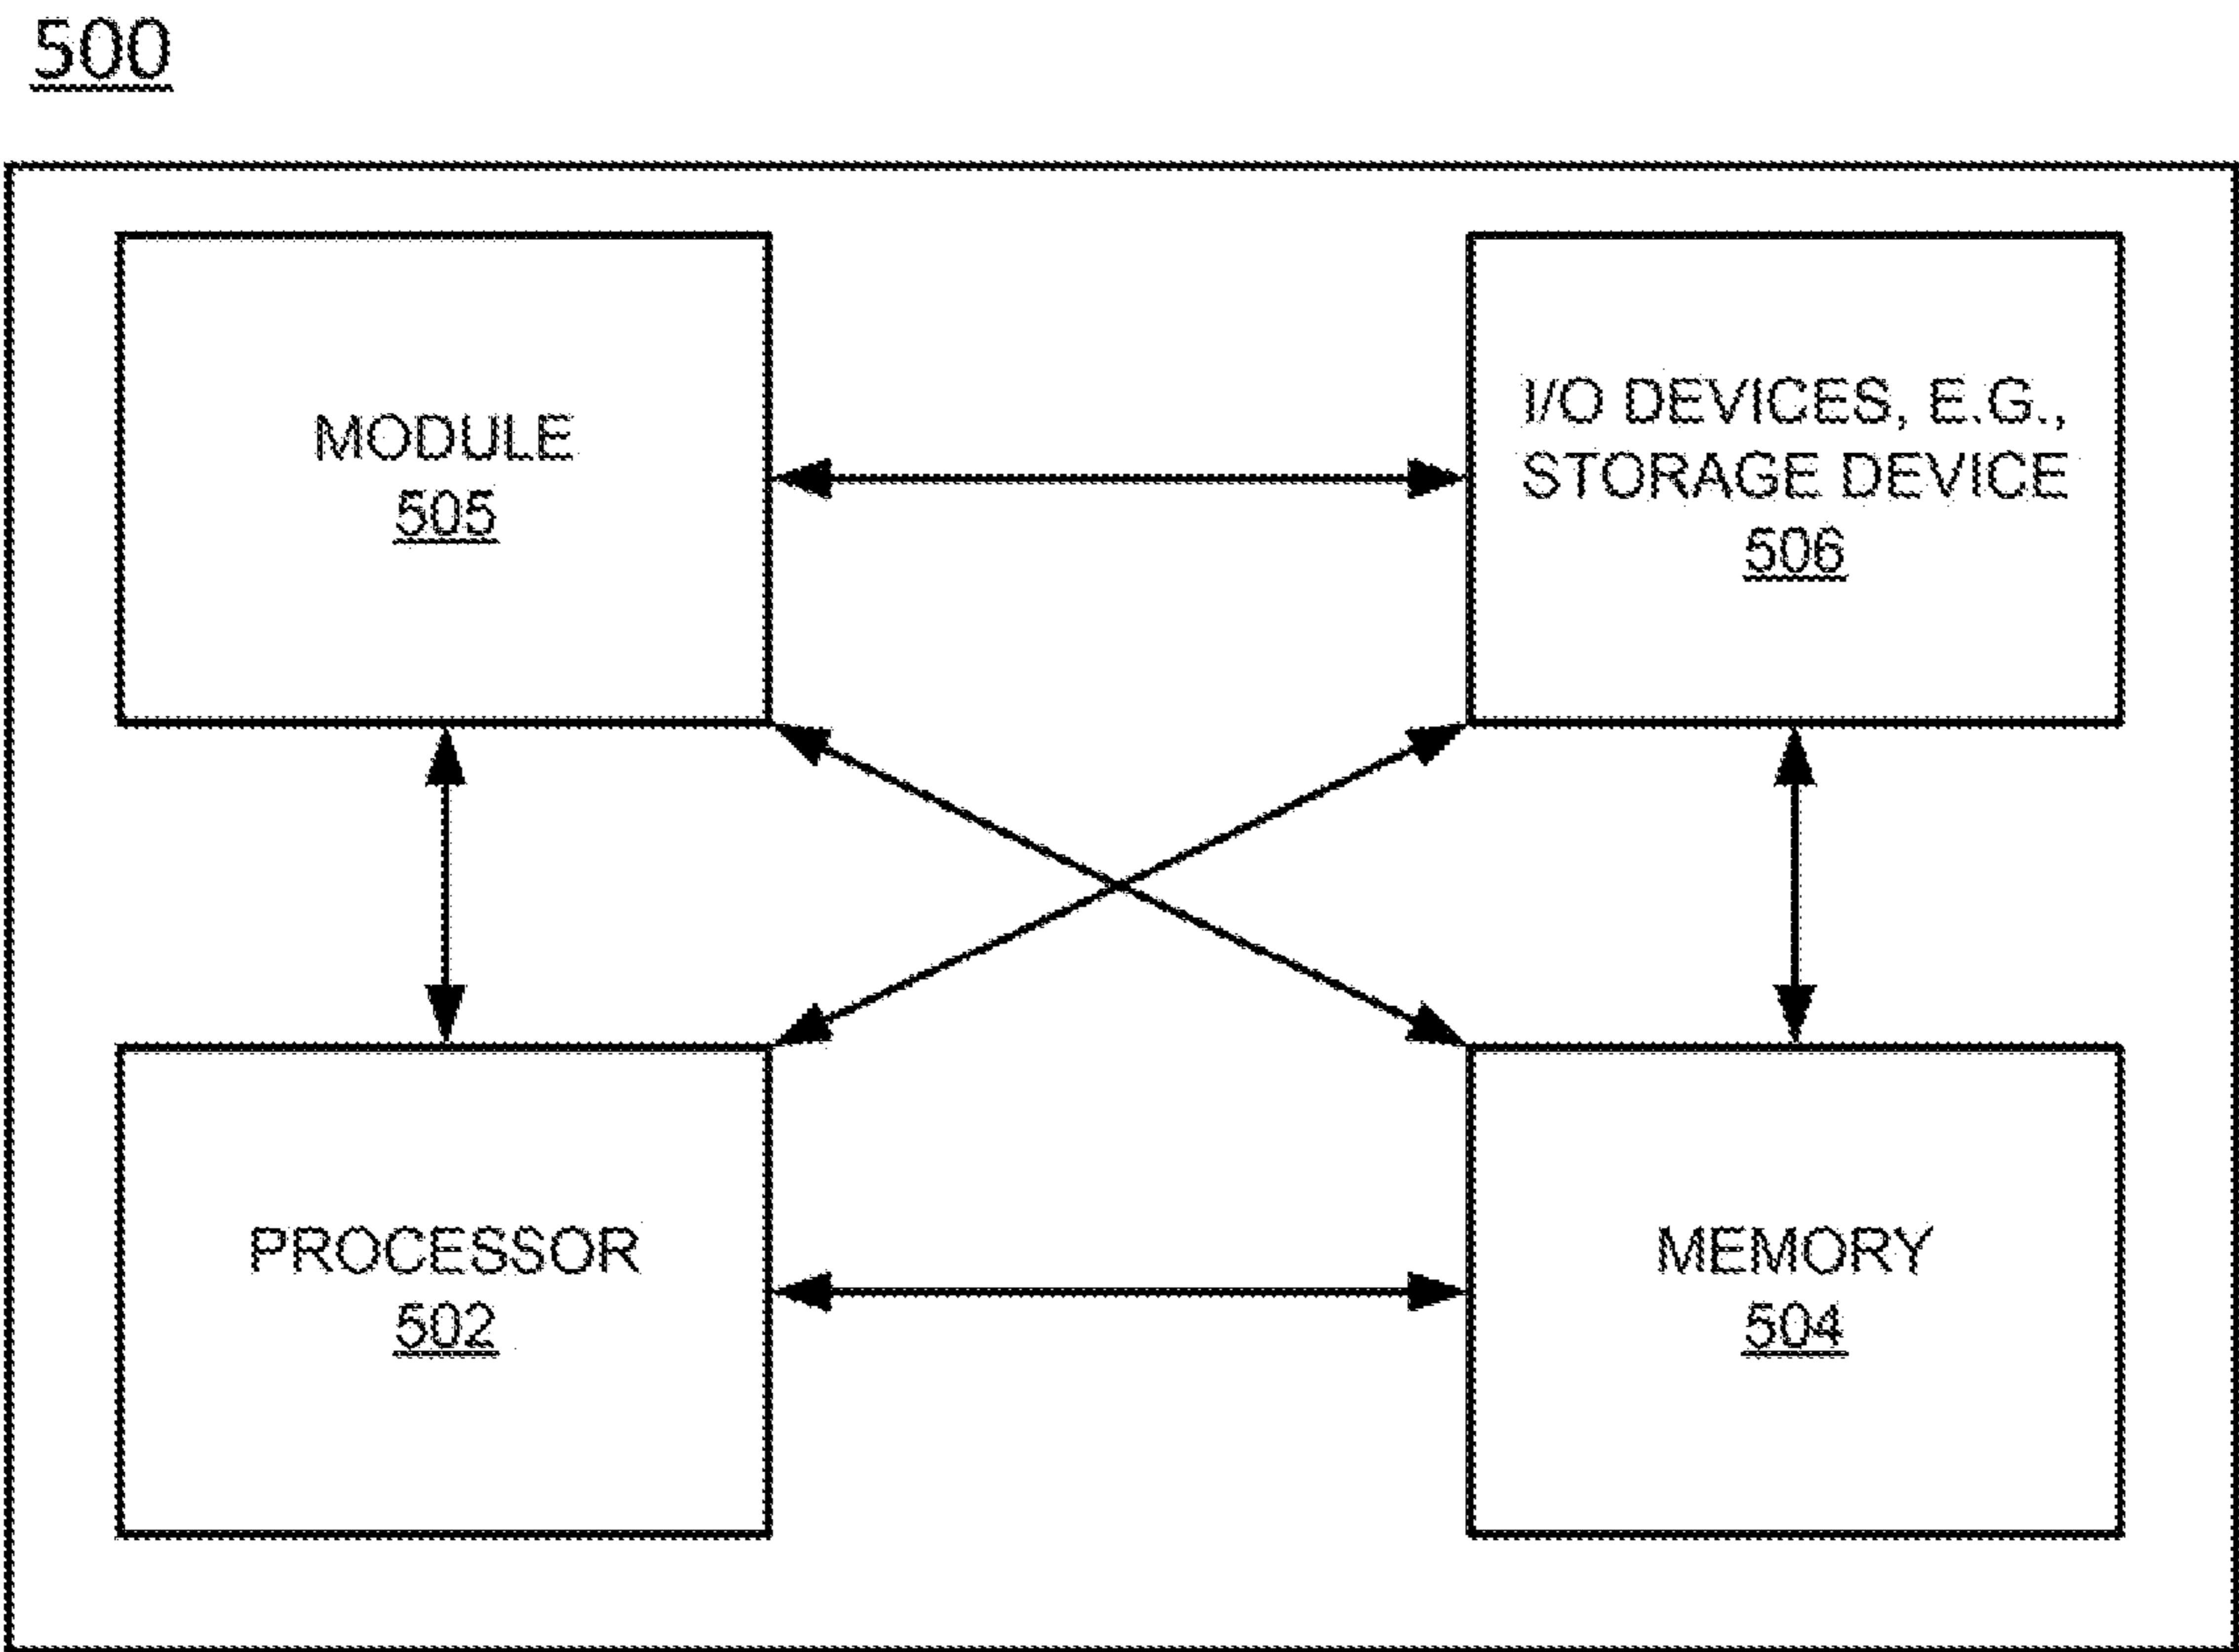 500
MODULE
505
I/O DEVICES, E.G.,
STORAGE DEVICE
506
PROCESSOR
502
MEMORY
504